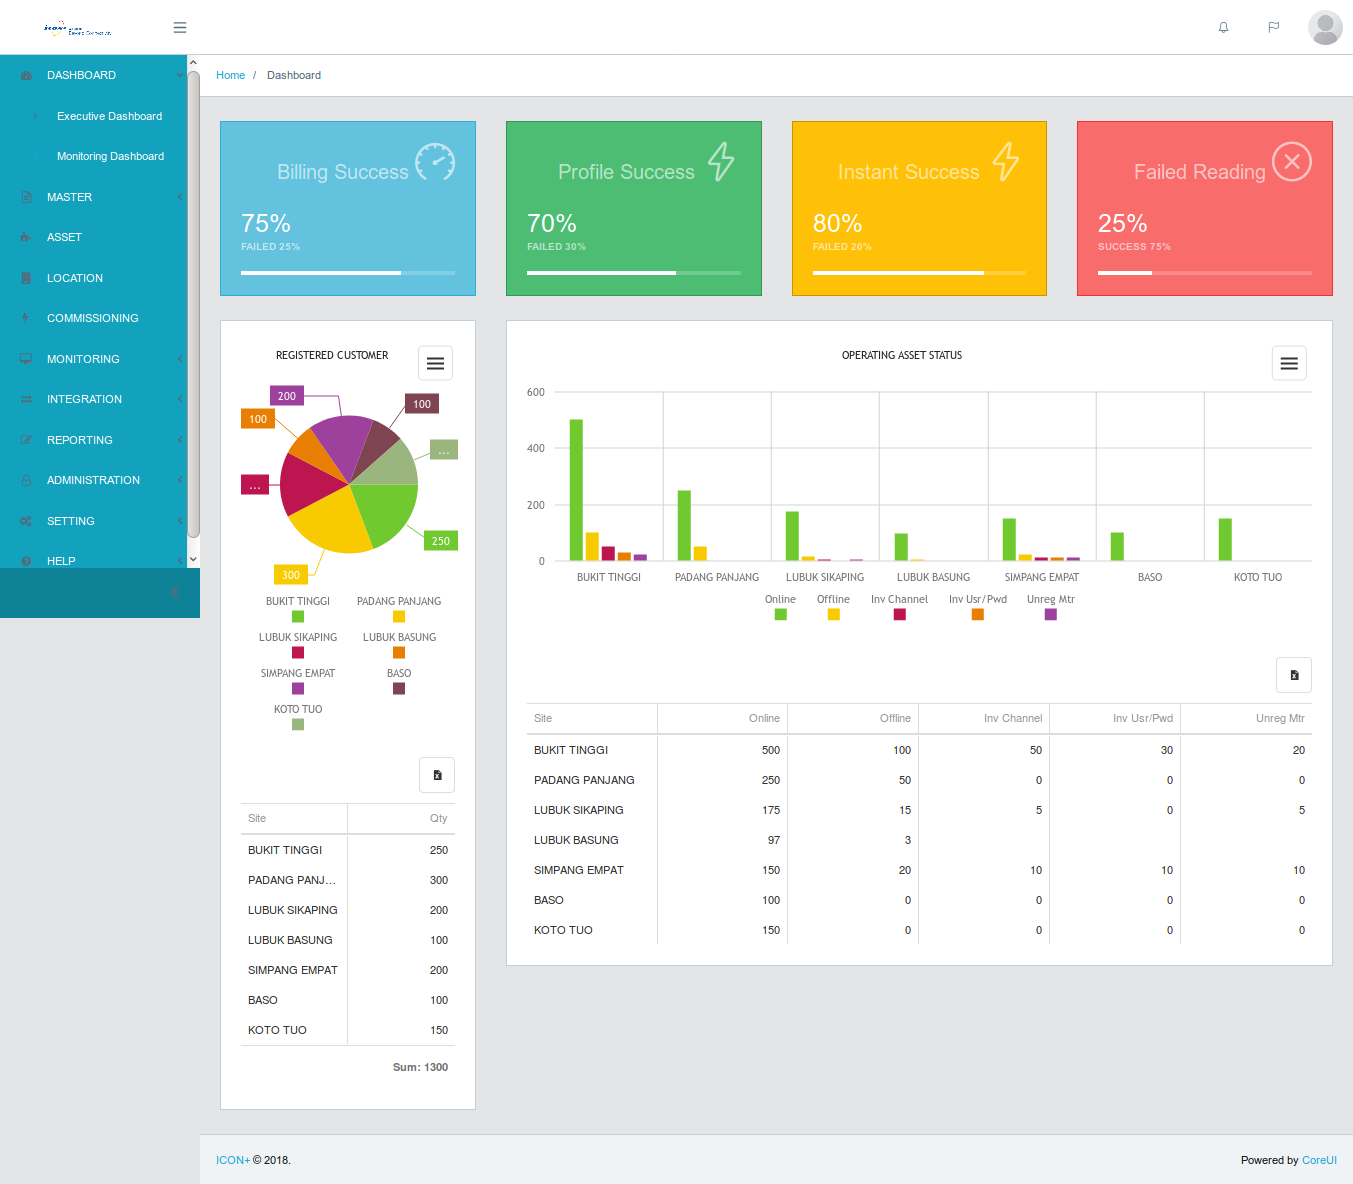 Home / Dashboard
DASHBOARD
Executive Dashboard
Monitoring Dashboard
MASTER
ASSET
LOCATION
COMMISSIONING
MONITORING
INTEGRATION
REPORTING
ADMINISTRATION
SETTING
HELP
Billing Success
75%
FAILED 25%
Profile Success
70%
FAILED 30%
Instant Success
80%
FAILED 20%
Failed Reading
25%
SUCCESS 75%
REGISTERED CUSTOMER
200
100
100
...
...
250
300
BUKIT TINGGI PADANG PANJANG
LUBUK SIKAPING LUBUK BASUNG
SIMPANG EMPAT BASO
KOTO TUO
Site Qty
BUKIT TINGGI 250
PADANG PANJ... 300
LUBUK SIKAPING 200
LUBUK BASUNG 100
SIMPANG EMPAT 200
BASO 100
KOTO TUO 150
Sum: 1300
OPERATING ASSET STATUS
600
400
200
0
BUKIT TINGGI PADANG PANJANG LUBUK SIKAPING LUBUK BASUNG SIMPANG EMPAT BASO KOTO TUO
Online Offline Inv Channel Inv Usr/Pwd Unreg Mtr
Site Online Offline Inv Channel Inv Usr/Pwd Unreg Mtr
BUKIT TINGGI 500 100 50 30 20
PADANG PANJANG 250 50 0 0 0
LUBUK SIKAPING 175 15 5 0 5
LUBUK BASUNG 97 3
SIMPANG EMPAT 150 20 10 10 10
BASO 100 0 0 0 0
KOTO TUO 150 0 0 0 0
ICON+ © 2018.
Powered by CoreUI